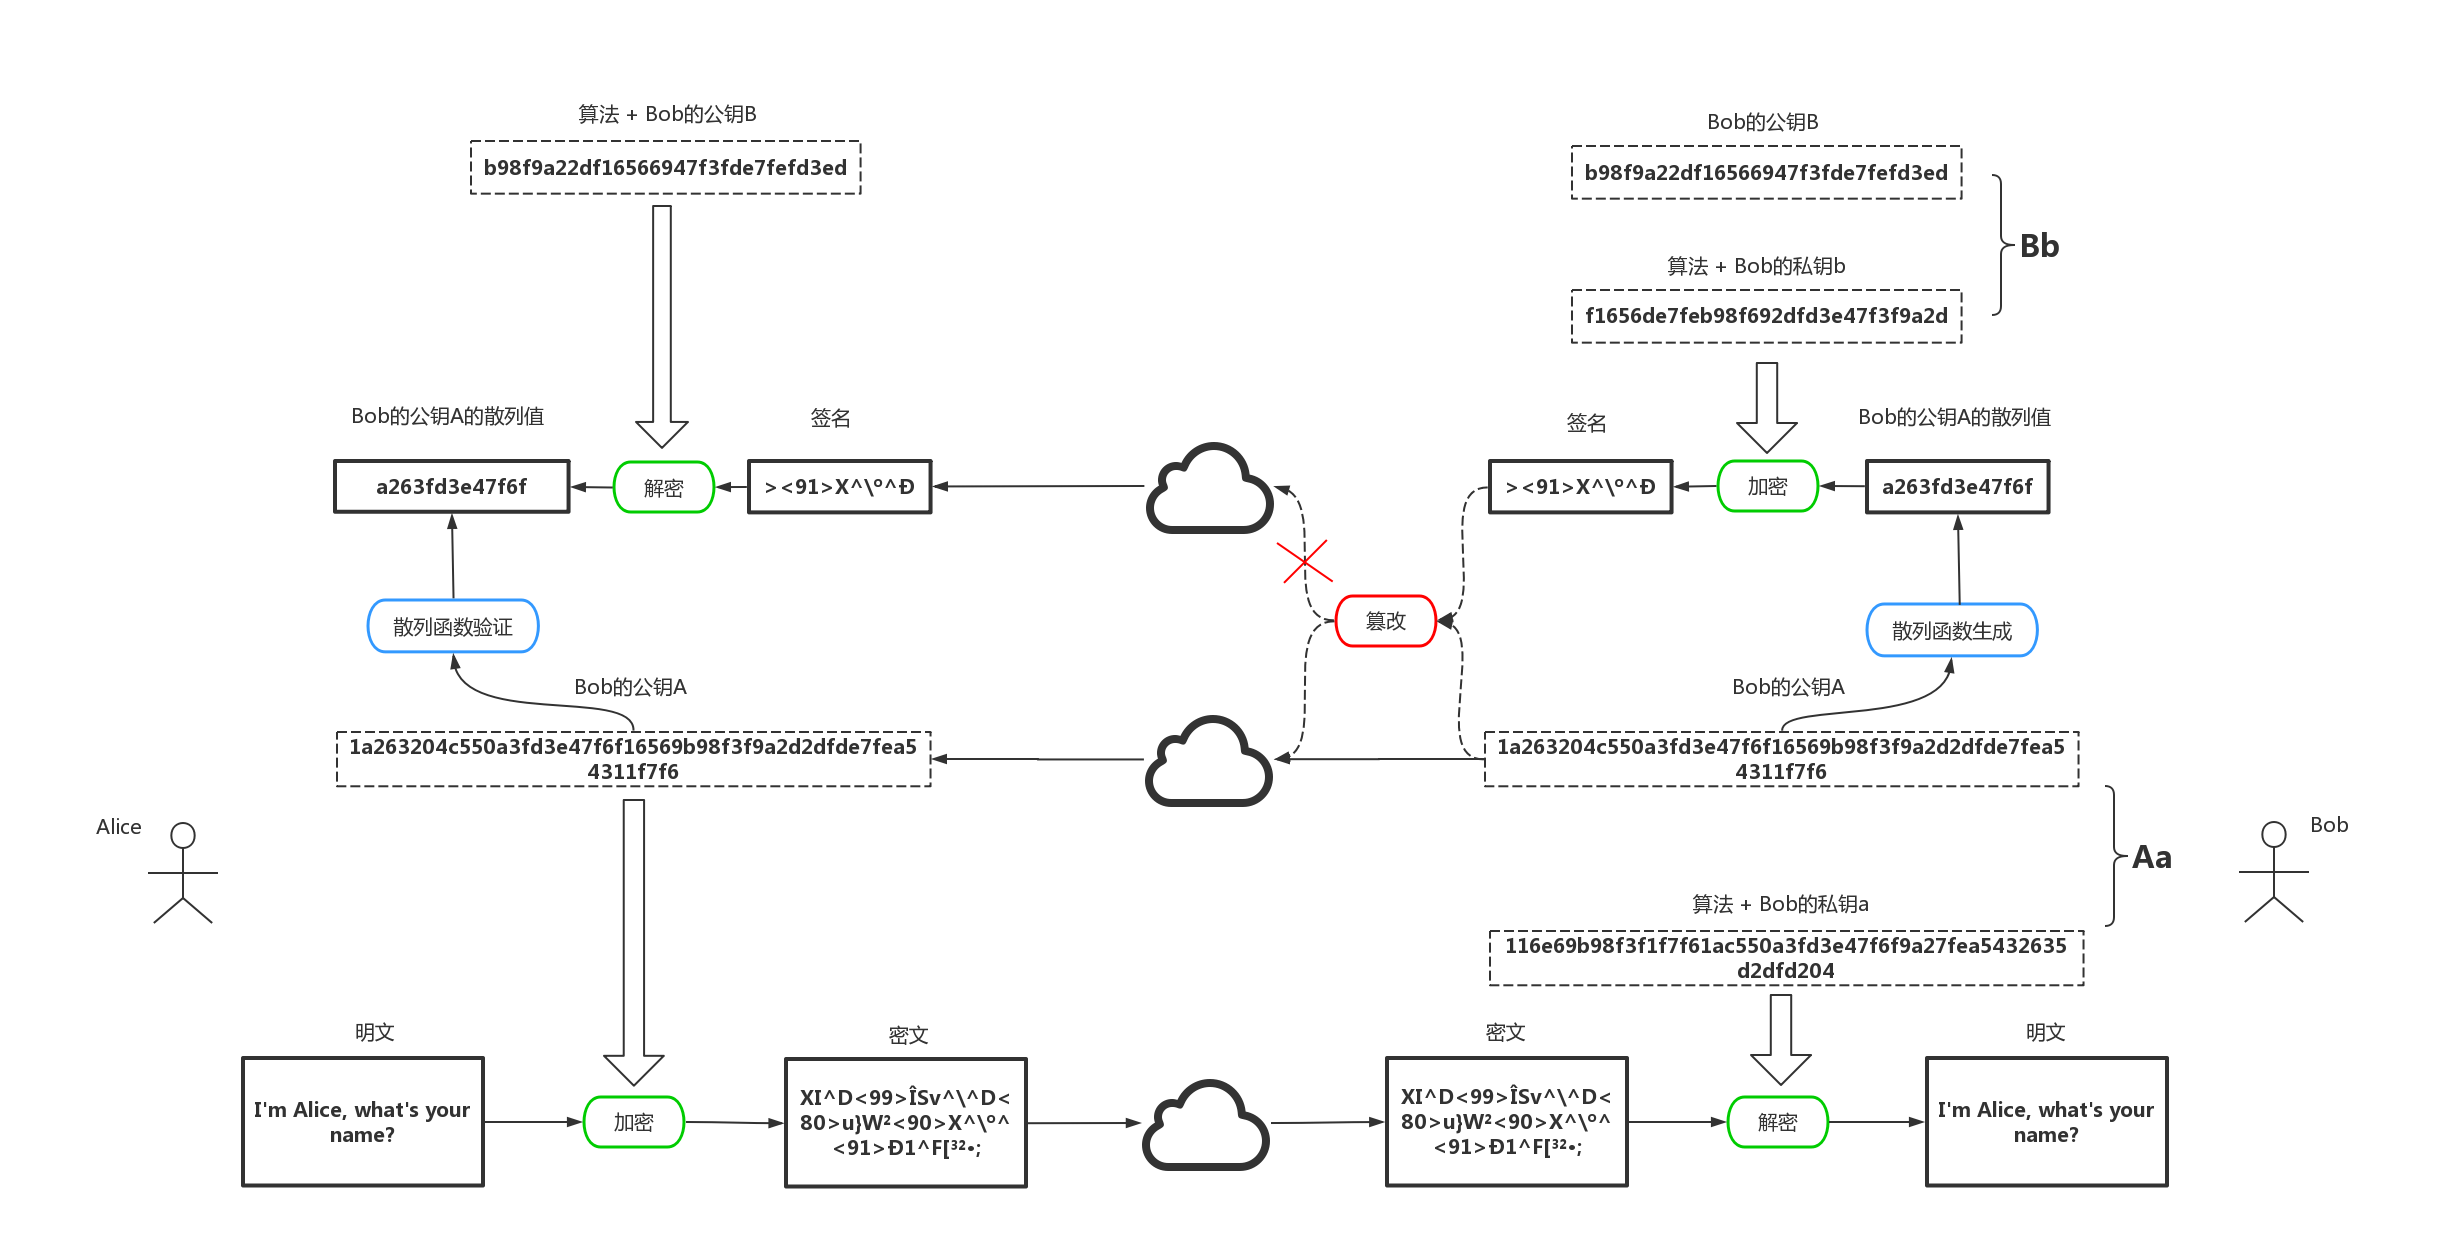 算法 + Bob的公钥B
b98f9a22df16566947f3fde7fefd3ed
Bob的公钥B
b98f9a22df16566947f3fde7fefd3ed
Bb
算法 + Bob的私钥b
f1656de7feb98f692dfd3e47f3f9a2d
Bob的公钥A的散列值
签名
签名
Bob的公钥A的散列值
a263fd3e47f6f
解密
><91>X^\º^Ð
><91>X^\º^Ð
加密
a263fd3e47f6f
散列函数验证
篡改
散列函数生成
Bob的公钥A
Bob的公钥A
1a263204c550a3fd3e47f6f16569b98f3f9a2d2dfde7fea5
4311f7f6
1a263204c550a3fd3e47f6f16569b98f3f9a2d2dfde7fea5
4311f7f6
Alice
Bob
Aa
算法 + Bob的私钥a
116e69b98f3f1f7f61ac550a3fd3e47f6f9a27fea5432635
d2dfd204
明文
密文
密文
明文
I'm Alice, what's your
name?
加密
XI^D<99>ÎSv^\^D<
80>u}W²<90>X^\º^
<91>Ð1^F[³²•;
XI^D<99>ÎSv^\^D<
80>u}W²<90>X^\º^
<91>Ð1^F[³²•;
解密
I'm Alice, what's your
name?